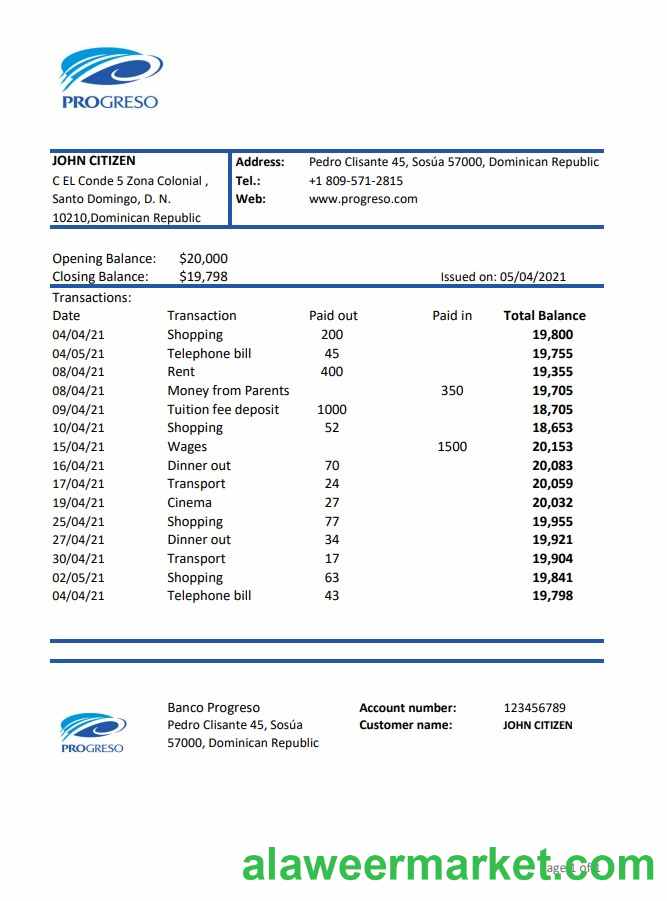 PROGRESO
JOHN CITIZEN
C EL Conde 5 Zona Colonial ,
Santo Domingo, D. N.
10210,Dominican Republic
Address: Pedro Clisante 45, Sosúa 57000, Dominican Republic
Tel.: +1 809-571-2815
Web: www.progreso.com
Opening Balance: $20,000
Closing Balance: $19,798 Issued on: 05/04/2021
Transactions:
Date Transaction Paid out Paid in Total Balance
04/04/21 Shopping 200 19,800
04/05/21 Telephone bill 45 19,755
08/04/21 Rent 400 19,355
08/04/21 Money from Parents 350 19,705
09/04/21 Tuition fee deposit 1000 18,705
10/04/21 Shopping 52 18,653
15/04/21 Wages 1500 20,153
16/04/21 Dinner out 70 20,083
17/04/21 Transport 24 20,059
19/04/21 Cinema 27 20,032
25/04/21 Shopping 77 19,955
27/04/21 Dinner out 34 19,921
30/04/21 Transport 17 19,904
02/05/21 Shopping 63 19,841
04/04/21 Telephone bill 43 19,798
PROGRESO
Banco Progreso
Pedro Clisante 45, Sosúa
57000, Dominican Republic
Account number: 123456789
Customer name: JOHN CITIZEN
alaweermarket.com